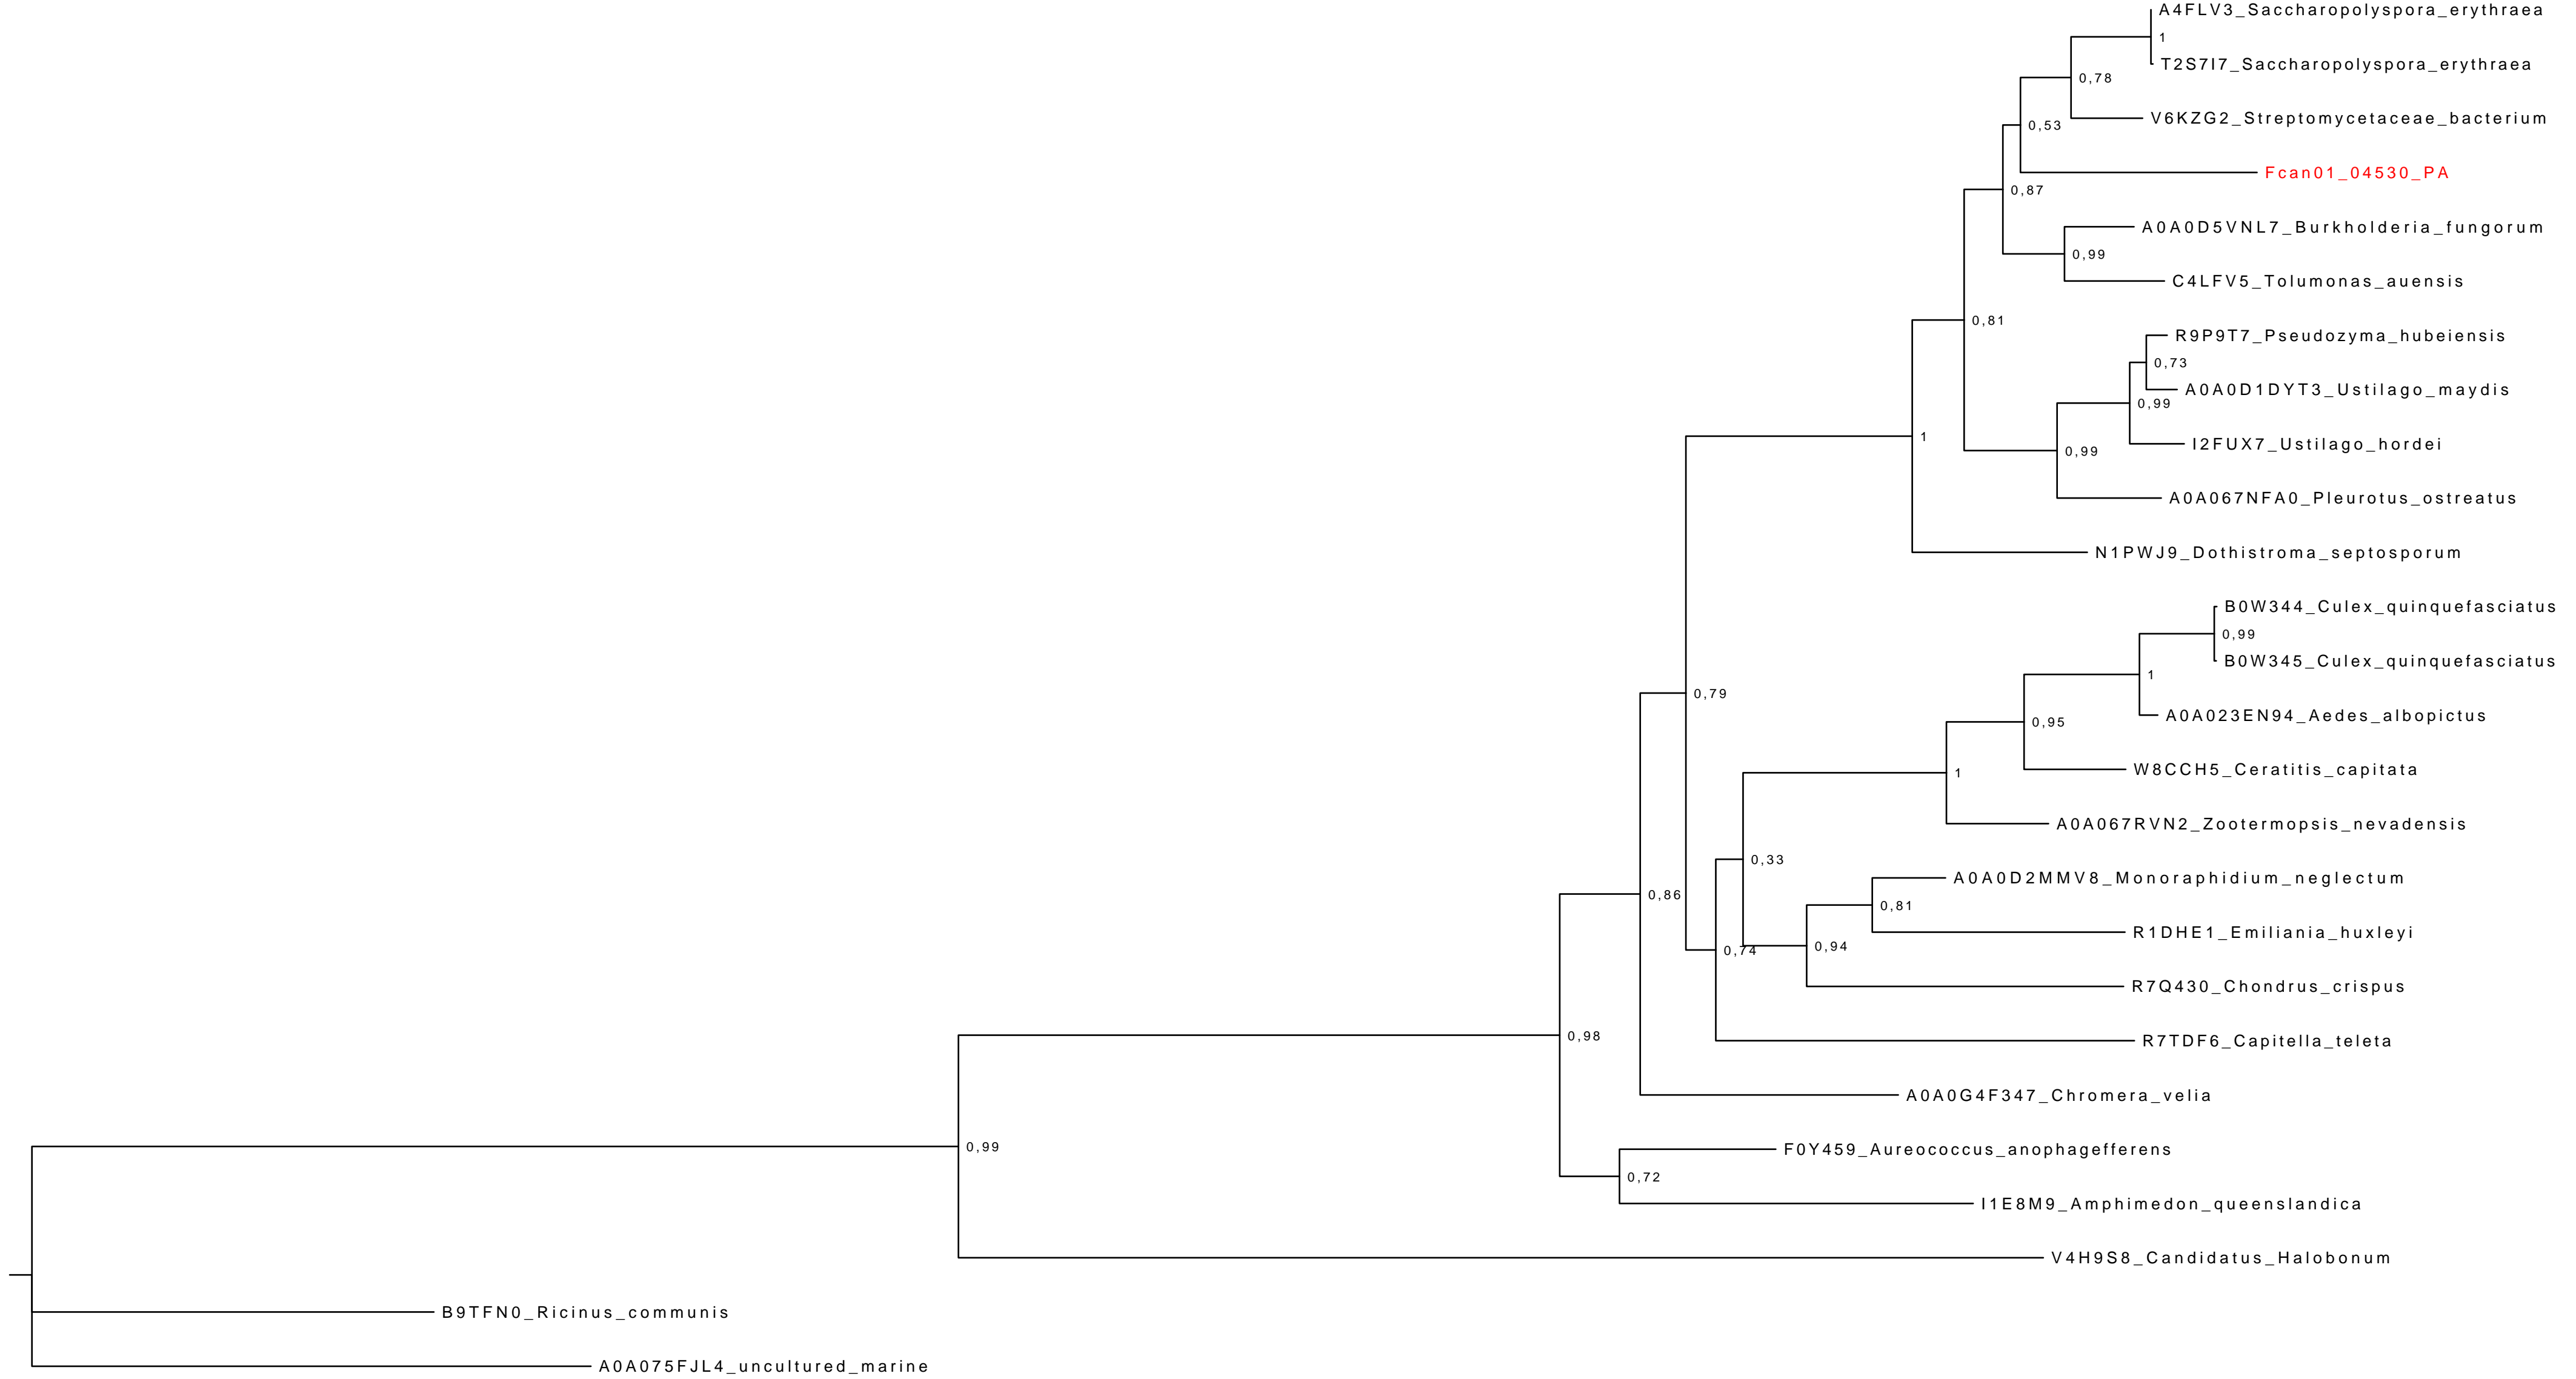 A4FLV3_Saccharopolyspora_erythraea
1
T2S7I7_Saccharopolyspora_erythraea
0,78
V6KZG2_Streptomycetaceae_bacterium
0,53
Fcan01_04530_PA
0,87
A0A0D5VNL7_Burkholderia_fungorum
0,99
C4LFV5_Tolumonas_auensis
0,81
R9P9T7_Pseudozyma_hubeiensis
0,73
A0A0D1DYT3_Ustilago_maydis
0,99
I2FUX7_Ustilago_hordei
1
0,99
A0A067NFA0_Pleurotus_ostreatus
N1PWJ9_Dothistroma_septosporum
B0W344_Culex_quinquefasciatus
0,99
B0W345_Culex_quinquefasciatus
1
0,79
A0A023EN94_Aedes_albopictus
0,95
W8CCH5_Ceratitis_capitata
1
A0A067RVN2_Zootermopsis_nevadensis
0,33
A0A0D2MMV8_Monoraphidium_neglectum
0,86
0,81
R1DHE1_Emiliania_huxleyi
0,74
0,94
R7Q430_Chondrus_crispus
0,98
R7TDF6_Capitella_teleta
A0A0G4F347_Chromera_velia
0,99
F0Y459_Aureococcus_anophagefferens
0,72
I1E8M9_Amphimedon_queenslandica
V4H9S8_Candidatus_Halobonum
B9TFN0_Ricinus_communis
A0A075FJL4_uncultured_marine